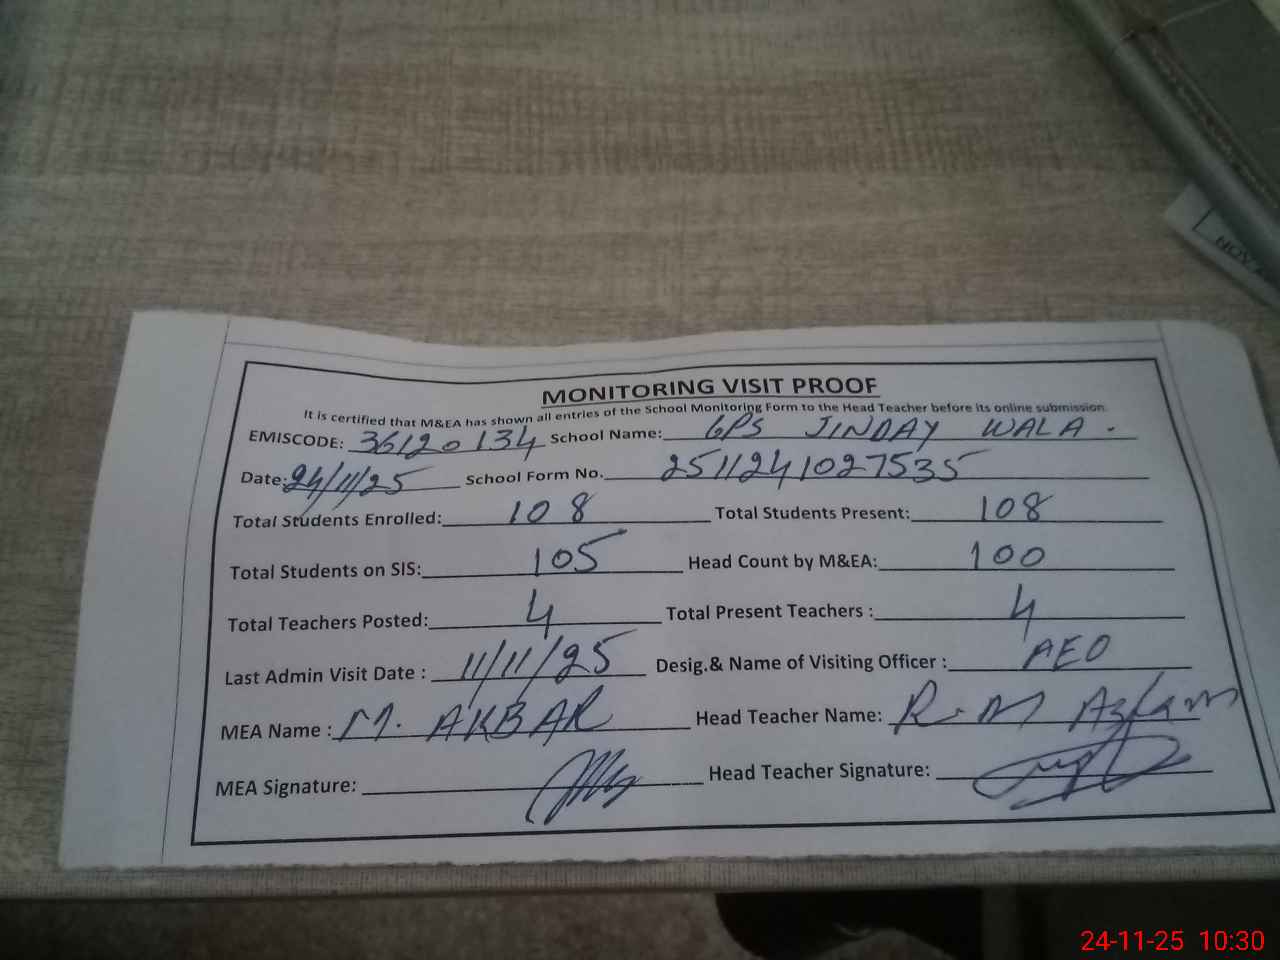 MONITORING VISIT PROOF
It is certified that M&EA has shown all entries of the School Monitoring Form to the Head Teacher before its online submission.
EMISCODE: 36120134 School Name: GPS JINDAY WALA.
Date: 24/11/25 School Form No. 2511241027535
Total Students Enrolled: 108 Total Students Present: 108
Total Students on SIS: 105 Head Count by M&EA: 100
Total Teachers Posted: 4 Total Present Teachers : 4
Last Admin Visit Date : 11/11/25 Desig.& Name of Visiting Officer : AEO
MEA Name : M. AKBAR Head Teacher Name: R. M Aslam
MEA Signature: Head Teacher Signature:
NOV
24-11-25 10:30